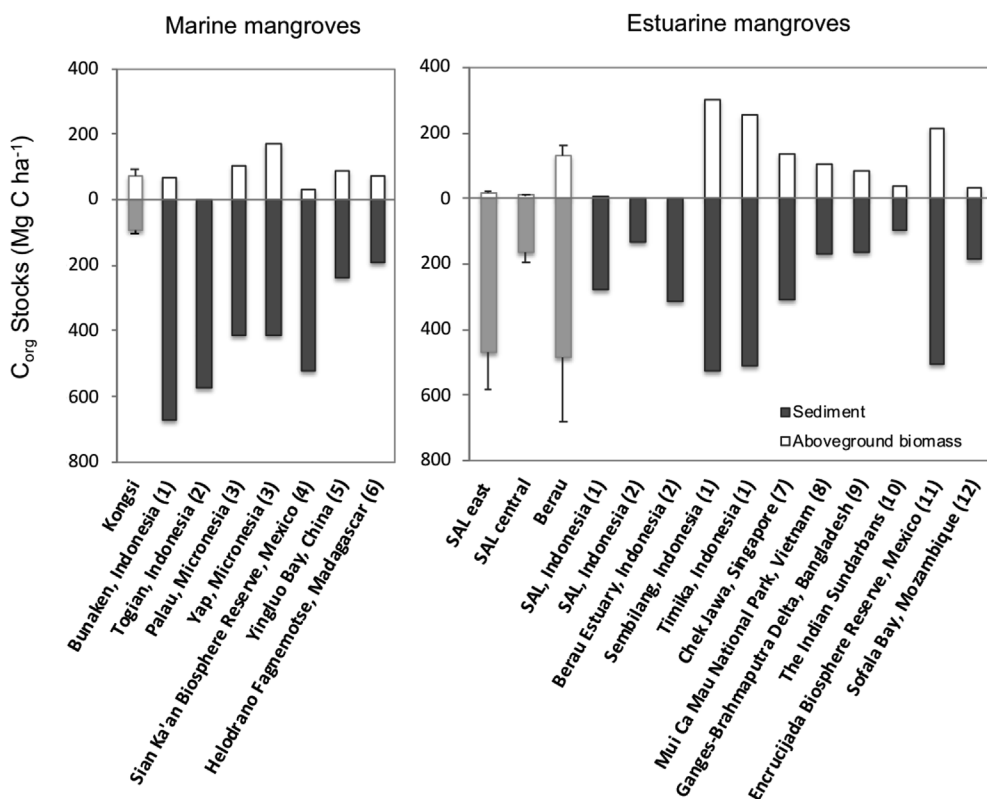 Marine mangroves
Estuarine mangroves
C_org Stocks (Mg C ha⁻¹)
400
200
0
200
400
600
800
Kongsi
Bunaken, Indonesia (1)
Togian, Indonesia (2)
Palau, Micronesia (3)
Yap, Micronesia (3)
Sian Ka'an Biosphere Reserve, Mexico (4)
Yingluo Bay, China (5)
Helodrano Fagnemotse, Madagascar (6)
400
200
0
200
400
600
800
Sediment
Aboveground biomass
SAL east
SAL central
Berau
SAL, Indonesia (1)
SAL, Indonesia (2)
Berau Estuary, Indonesia (2)
Sembilang, Indonesia (1)
Timika, Indonesia (1)
Chek Jawa, Singapore (7)
Mui Ca Mau National Park, Vietnam (8)
Ganges-Brahmaputra Delta, Bangladesh (9)
The Indian Sundarbans (10)
Encrucijada Biosphere Reserve, Mexico (11)
Sofala Bay, Mozambique (12)